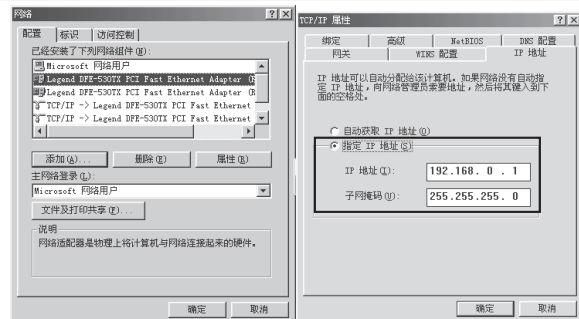 网络
配置 标识 访问控制
已经安装了下列网络组件(N):
Microsoft 网络用户
Legend DFE-530TX PCI Fast Ethernet Adapter (
Legend DFE-530TX PCI Fast Ethernet Adapter (R
TCP/IP -> Legend DFE-530TX PCI Fast Ethernet
TCP/IP -> Legend DFE-530TX PCI Fast Ethernet
添加(A)... 删除(E) 属性(R)
主网络登录(L):
Microsoft 网络用户
文件及打印共享(F)...
说明
网络适配器是物理上将计算机与网络连接起来的硬件。
确定 取消
TCP/IP 属性
绑定 高级 NetBIOS DNS 配置
网关 WINS 配置 IP 地址
IP 地址可以自动分配给该计算机。如果网络没有自动指
定 IP 地址,向网络管理员索要地址,然后将其键入到下
面的空格处。
自动获取 IP 地址(O)
指定 IP 地址(S)
IP 地址(I): 192.168. 0 . 1
子网掩码(U): 255.255.255. 0
确定 取消